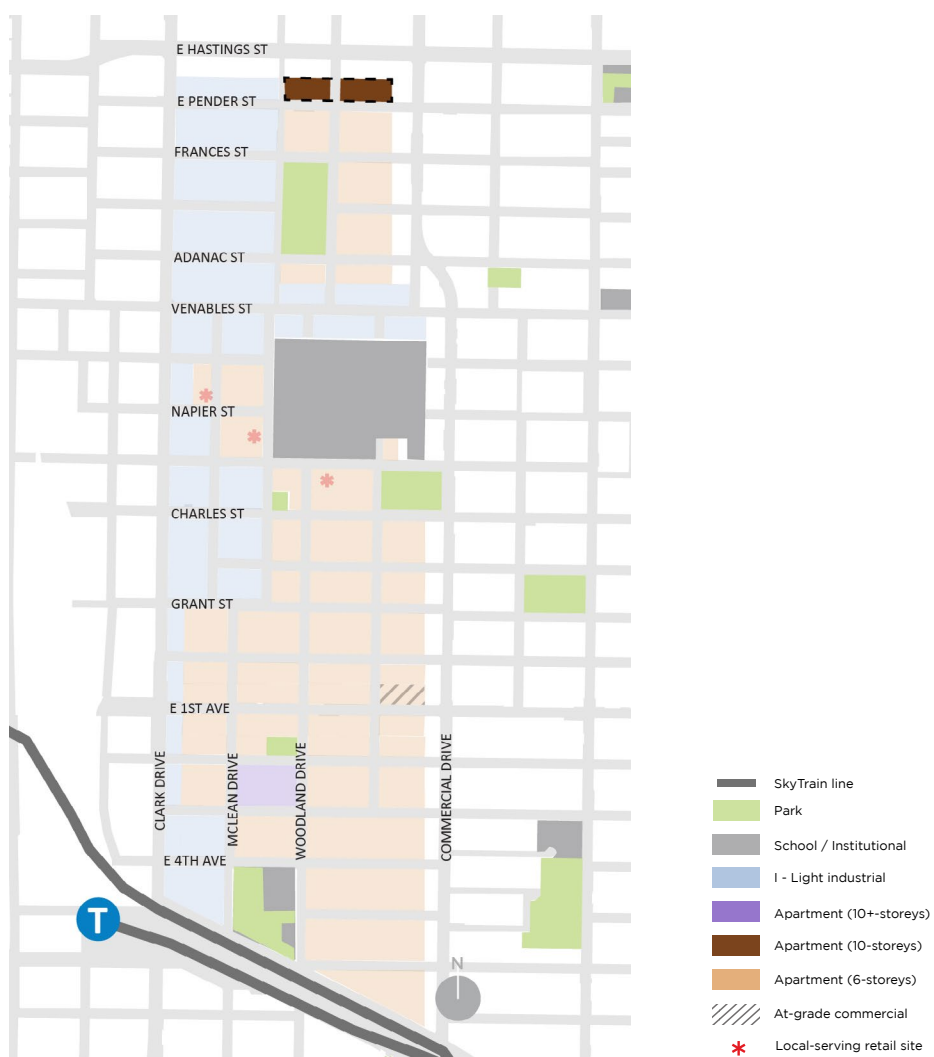 E HASTINGS ST
E PENDER ST
FRANCES ST
ADANAC ST
VENABLES ST
NAPIER ST
CHARLES ST
GRANT ST
E 1ST AVE
CLARK DRIVE
MCLEAN DRIVE
WOODLAND DRIVE
COMMERCIAL DRIVE
E 4TH AVE
T
N
SkyTrain line
Park
School / Institutional
I - Light industrial
Apartment (10+-storeys)
Apartment (10-storeys)
Apartment (6-storeys)
At-grade commercial
Local-serving retail site